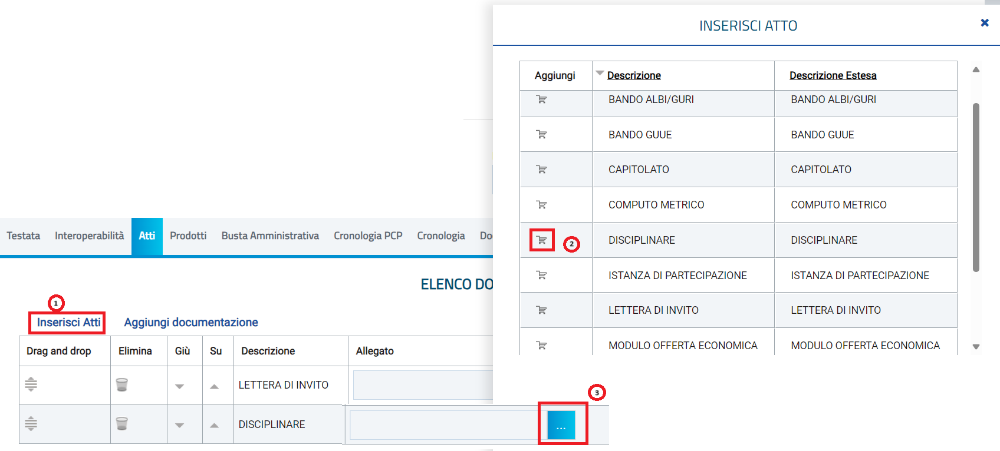 INSERISCI ATTO
Aggiungi Descrizione Descrizione Estesa
BANDO ALBI/GURI BANDO ALBI/GURI
BANDO GUUE BANDO GUUE
CAPITOLATO CAPITOLATO
COMPUTO METRICO COMPUTO METRICO
DISCIPLINARE DISCIPLINARE
2
ISTANZA DI PARTECIPAZIONE ISTANZA DI PARTECIPAZIONE
LETTERA DI INVITO LETTERA DI INVITO
MODULO OFFERTA ECONOMICA MODULO OFFERTA ECONOMICA
Testata Interoperabilità Atti Prodotti Busta Amministrativa Cronologia PCP Cronologia Do
ELENCO DO
1
Inserisci Atti Aggiungi documentazione
Drag and drop Elimina Giù Su Descrizione Allegato
LETTERA DI INVITO
3
DISCIPLINARE ...